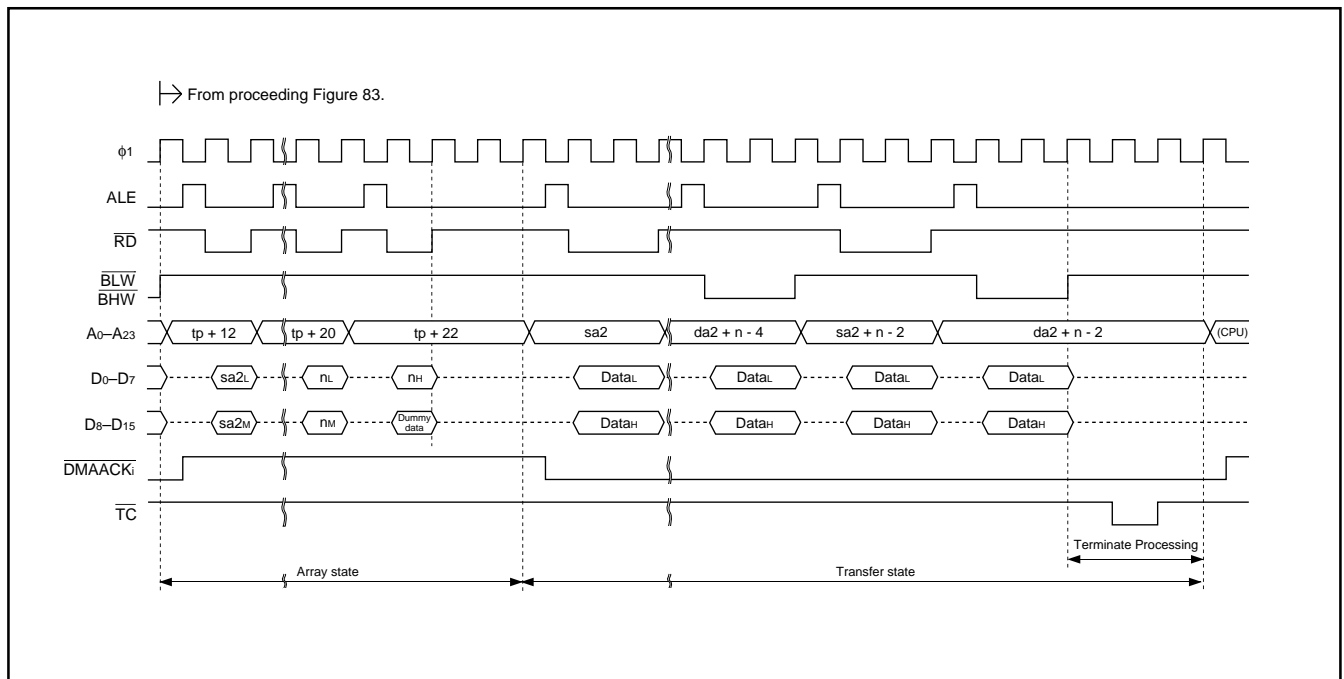 From proceeding Figure 83.
φ1
ALE
RD
BLW
BHW
A0–A23 tp + 12 tp + 20 tp + 22 sa2 da2 + n - 4 sa2 + n - 2 da2 + n - 2 (CPU)
D0–D7 sa2L nL nH DataL DataL DataL DataL
D8–D15 sa2M nM Dummy data DataH DataH DataH DataH
DMAACKi
TC
Terminate Processing
Array state Transfer state